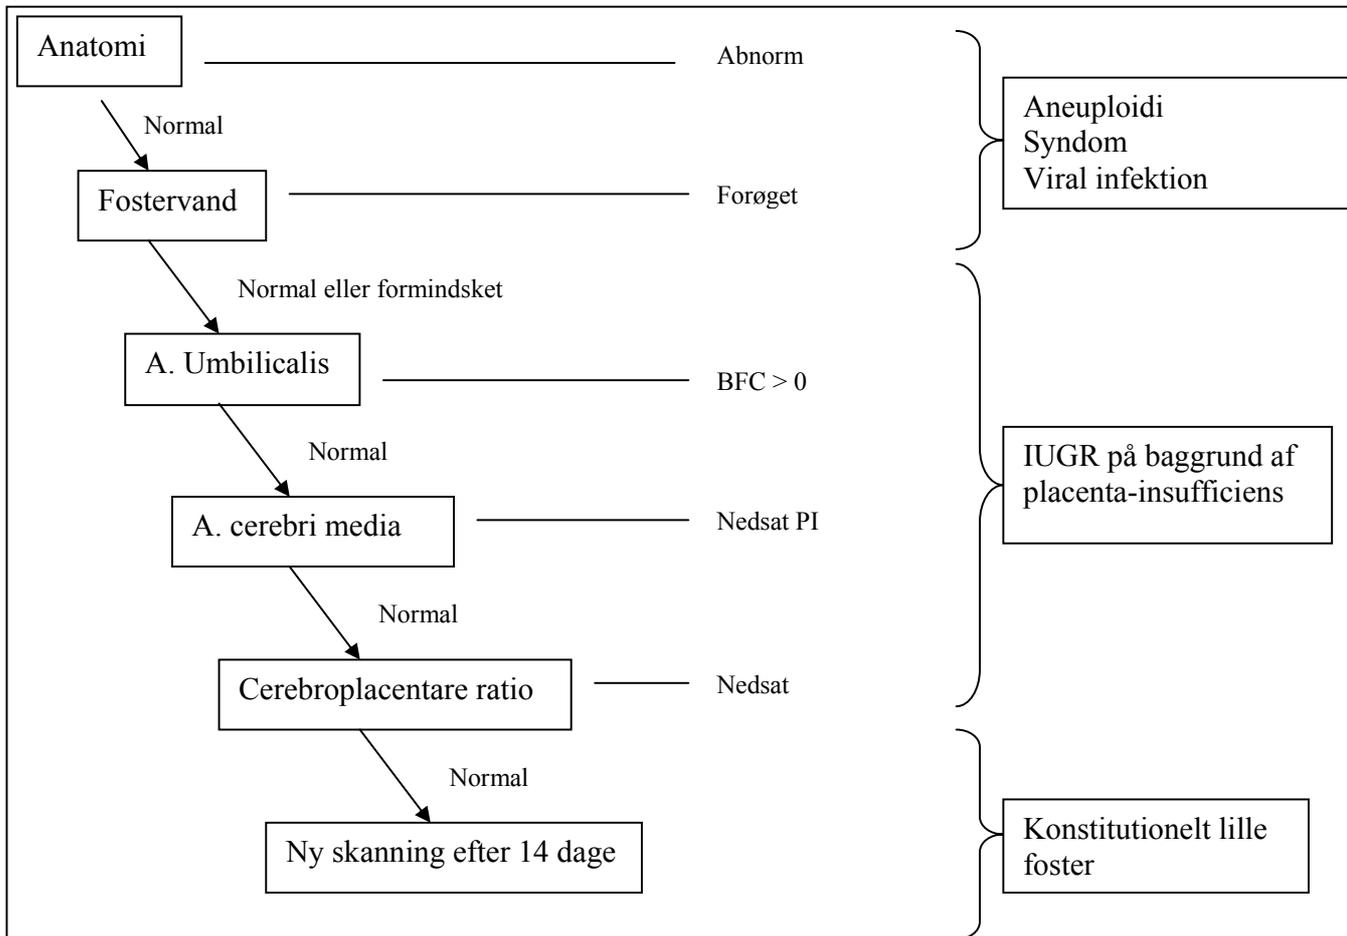 Anatomi
Abnorm
Normal
Aneuploidi
Syndom
Viral infektion
Fostervand
Forøget
Normal eller formindsket
A. Umbilicalis
BFC > 0
Normal
IUGR på baggrund af
placenta-insufficiens
A. cerebri media
Nedsat PI
Normal
Cerebroplacentare ratio
Nedsat
Normal
Ny skanning efter 14 dage
Konstitutionelt lille
foster